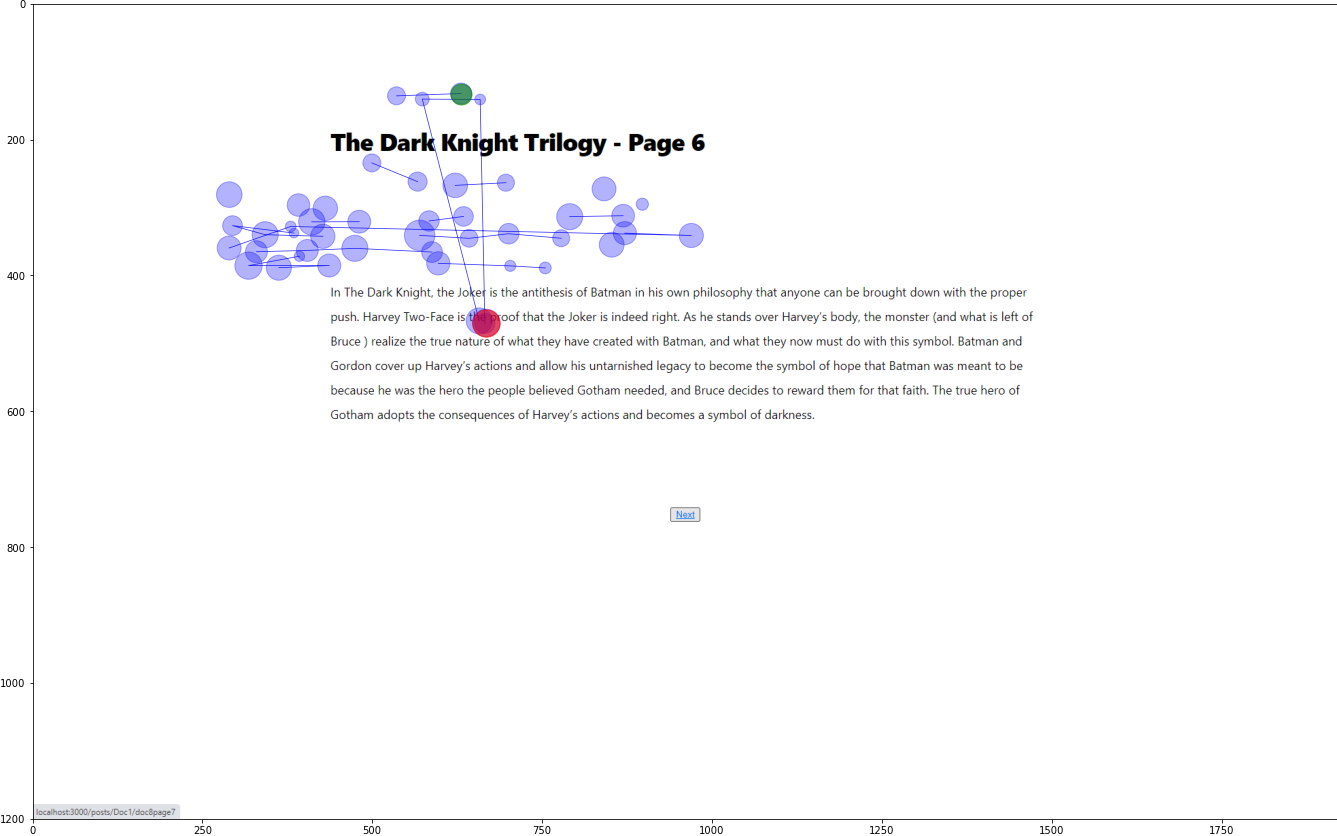 0
200
The Dark Knight Trilogy - Page 6
400
In The Dark Knight, the Joker is the antithesis of Batman in his own philosophy that anyone can be brought down with the proper
push. Harvey Two-Face is the proof that the Joker is indeed right. As he stands over Harvey's body, the monster (and what is left of
Bruce ) realize the true nature of what they have created with Batman, and what they now must do with this symbol. Batman and
Gordon cover up Harvey's actions and allow his untarnished legacy to become the symbol of hope that Batman was meant to be
because he was the hero the people believed Gotham needed, and Bruce decides to reward them for that faith. The true hero of
Gotham adopts the consequences of Harvey's actions and becomes a symbol of darkness.
600
Next
800
1000
localhost:3000/posts/Doc1/doc8page7
1200
0 250 500 750 1000 1250 1500 1750